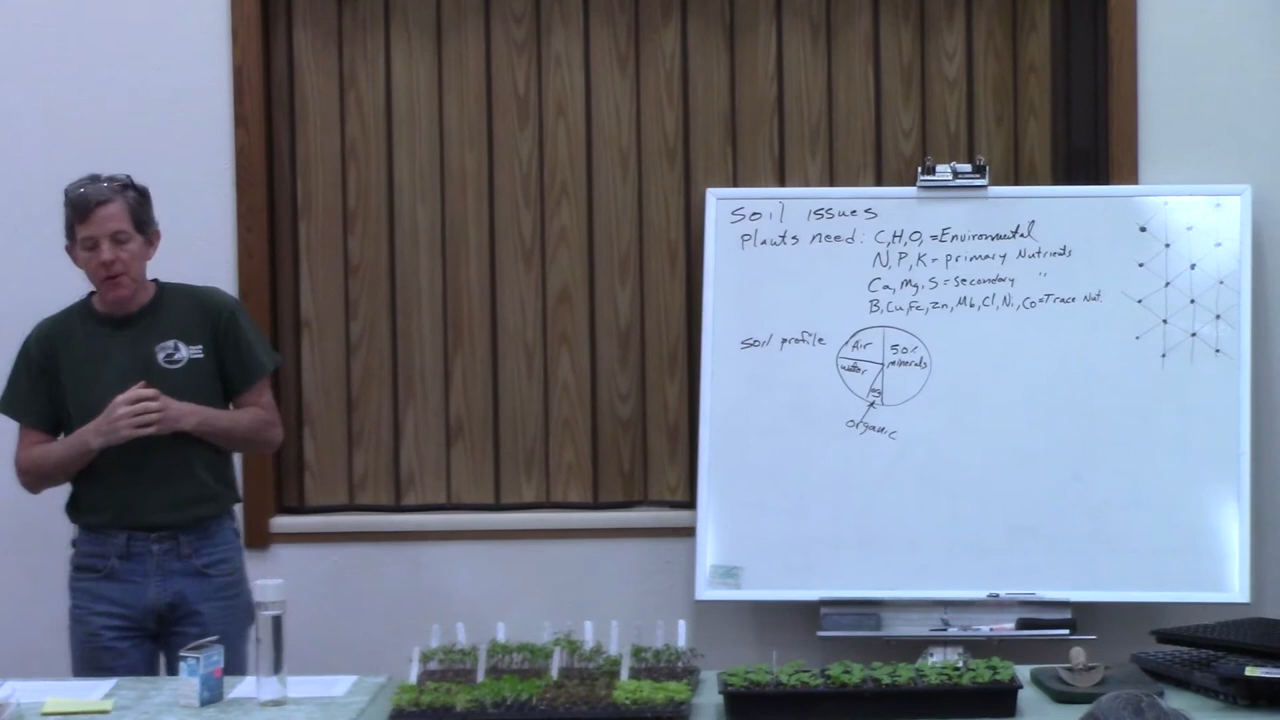 Soil Issues
plants need: C,H,O, = Environmental
N, P, K = primary Nutrients
Ca, Mg, S = Secondary "
B, Cu, Fe, Zn, Mb, Cl, Ni, Co = Trace Nut.
Soil profile
Air
50% minerals
water
organic